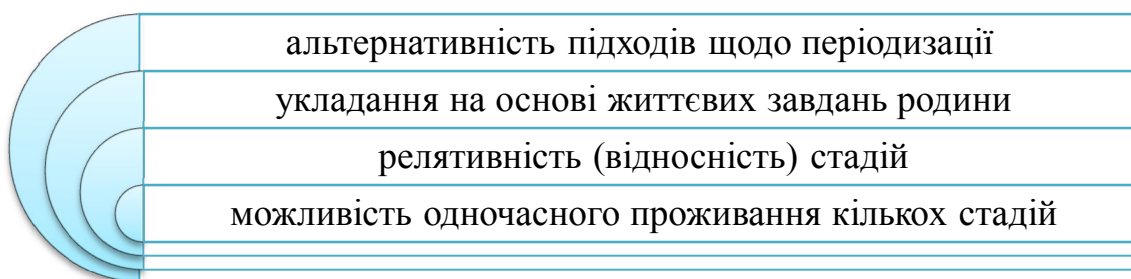 альтернативність підходів щодо періодизації
укладання на основі життєвих завдань родини
релятивність (відносність) стадій
можливість одночасного проживання кількох стадій